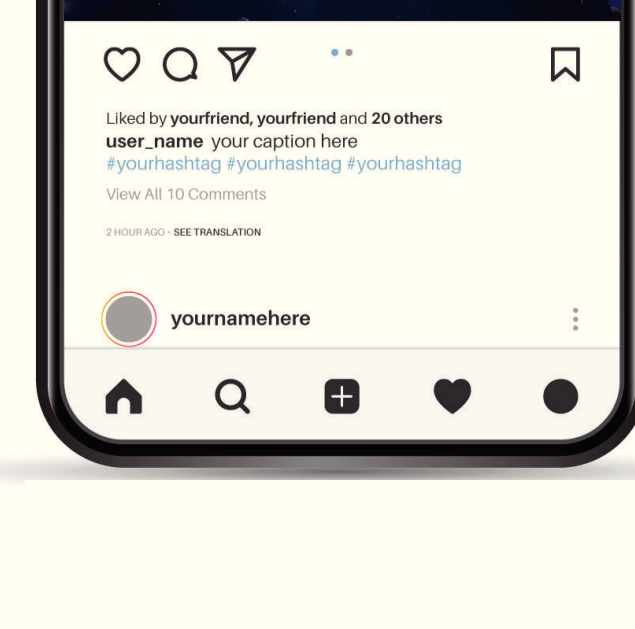 Liked by yourfriend, yourfriend and 20 others
user_name your caption here
#yourhashtag #yourhashtag #yourhashtag
View All 10 Comments
2 HOUR AGO · SEE TRANSLATION
yournamehere